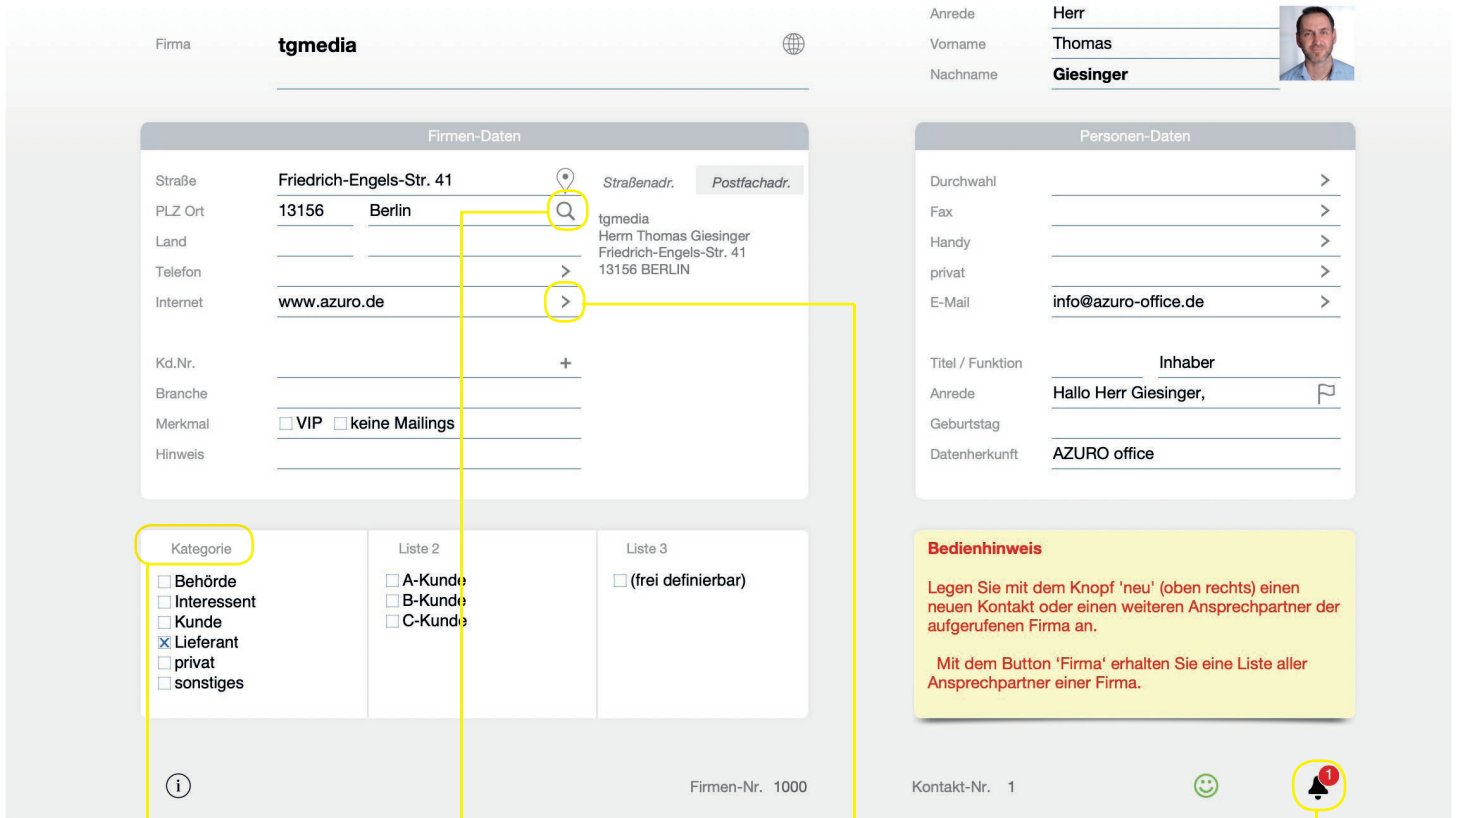 Firma tgmedia
Anrede Herr
Vorname Thomas
Nachname Giesinger
Firmen-Daten
Straße Friedrich-Engels-Str. 41
PLZ Ort 13156 Berlin
Land
Telefon
Internet www.azuro.de
Straßenadr. Postfachadr.
tgmedia
Herrn Thomas Giesinger
Friedrich-Engels-Str. 41
13156 BERLIN
Kd.Nr.
Branche
Merkmal VIP keine Mailings
Hinweis
Personen-Daten
Durchwahl
Fax
Handy
privat
E-Mail info@azuro-office.de
Titel / Funktion Inhaber
Anrede Hallo Herr Giesinger,
Geburtstag
Datenherkunft AZURO office
Kategorie
Behörde
Interessent
Kunde
Lieferant
privat
sonstiges
Liste 2
A-Kunde
B-Kunde
C-Kunde
Liste 3
(frei definierbar)
Bedienhinweis
Legen Sie mit dem Knopf 'neu' (oben rechts) einen
neuen Kontakt oder einen weiteren Ansprechpartner der
aufgerufenen Firma an.
Mit dem Button 'Firma' erhalten Sie eine Liste aller
Ansprechpartner einer Firma.
Firmen-Nr. 1000
Kontakt-Nr. 1
1